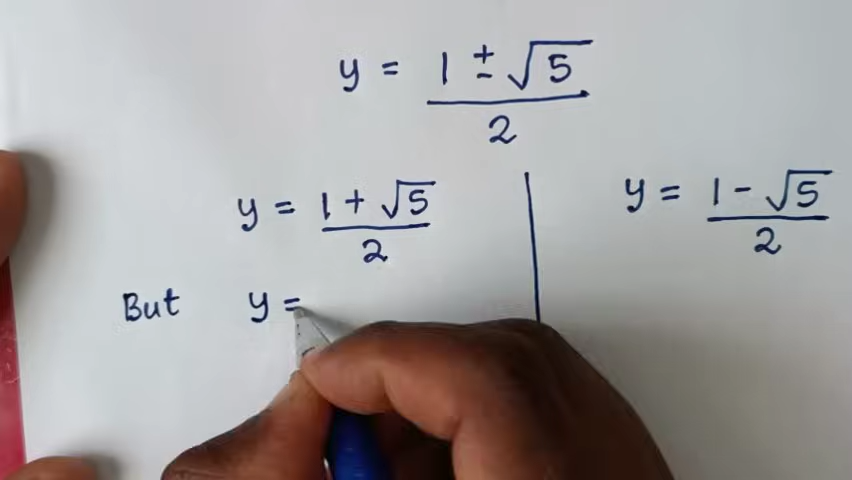 y = (1 ± √5)/2
y = (1 + √5)/2
y = (1 - √5)/2
But y =